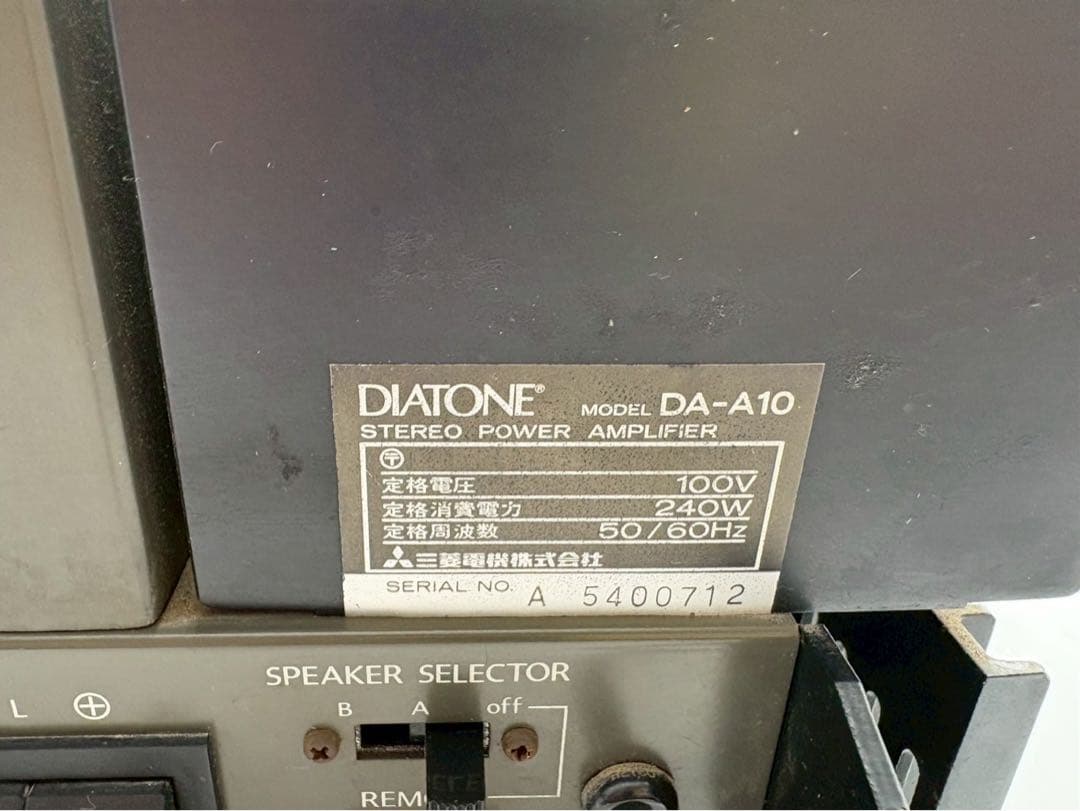 DIATONE® MODEL DA-A10
STEREO POWER AMPLIFIER
〒
定格電圧 100V
定格消費電力 240W
定格周波数 50/60Hz
三菱電機株式会社
SERIAL NO. A 5400712
SPEAKER SELECTOR
B A off
L ⊕